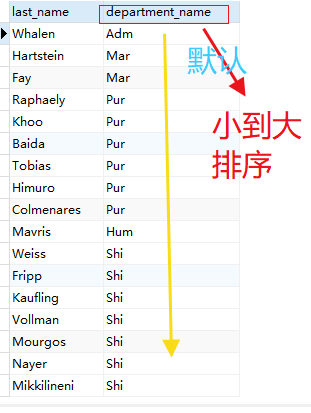 last_name department_name
Whalen Adm
Hartstein Mar
Fay Mar
Raphaely Pur
Khoo Pur
Baida Pur
Tobias Pur
Himuro Pur
Colmenares Pur
Mavris Hum
Weiss Shi
Fripp Shi
Kaufling Shi
Vollman Shi
Mourgos Shi
Nayer Shi
Mikkilineni Shi
默认
小到大
排序